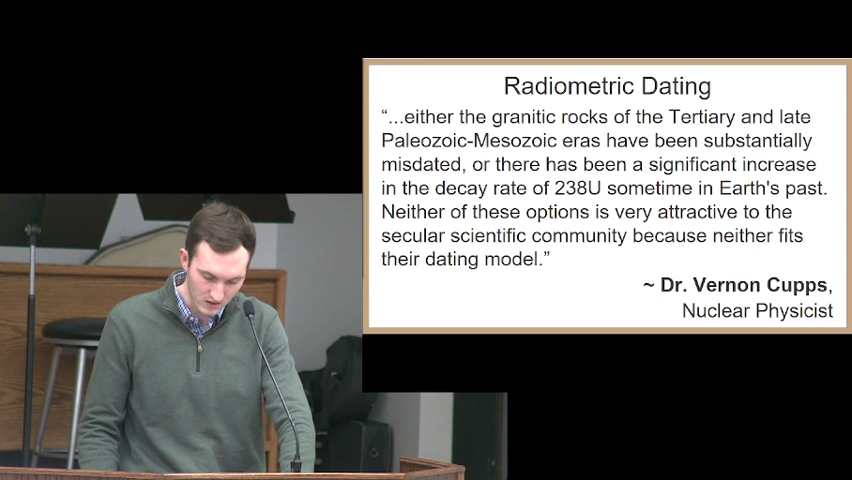 Radiometric Dating
“...either the granitic rocks of the Tertiary and late
Paleozoic-Mesozoic eras have been substantially
misdated, or there has been a significant increase
in the decay rate of 238U sometime in Earth's past.
Neither of these options is very attractive to the
secular scientific community because neither fits
their dating model.”
~ Dr. Vernon Cupps,
Nuclear Physicist